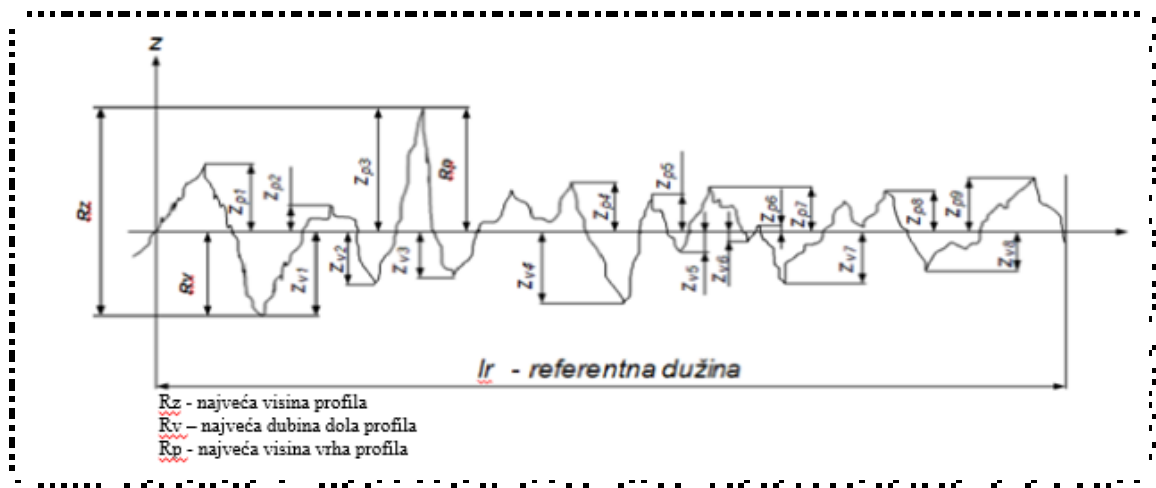 z
Rz
Zp1
Zp2
Zp3
Rp
Zp4
Zp5
Zp6
Zp7
Zp8
Zp9
Rv
Zv1
Zv2
Zv3
Zv4
Zv5
Zv6
Zv7
Zv8
lr - referentna dužina
Rz - najveća visina profila
Rv – najveća dubina dola profila
Rp - najveća visina vrha profila